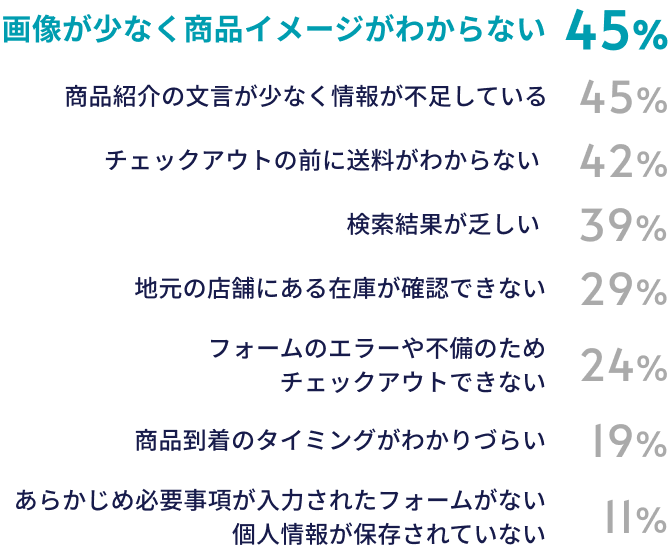 画像が少なく商品イメージがわからない 45%
商品紹介の文言が少なく情報が不足している 45%
チェックアウトの前に送料がわからない 42%
検索結果が乏しい 39%
地元の店舗にある在庫が確認できない 29%
フォームのエラーや不備のため
チェックアウトできない 24%
商品到着のタイミングがわかりづらい 19%
あらかじめ必要事項が入力されたフォームがない
個人情報が保存されていない 11%